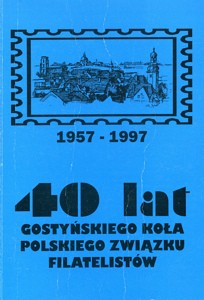 1957 - 1997
40 lat
GOSTYŃSKIEGO KOŁA
POLSKIEGO ZWIĄZKU
FILATELISTÓW